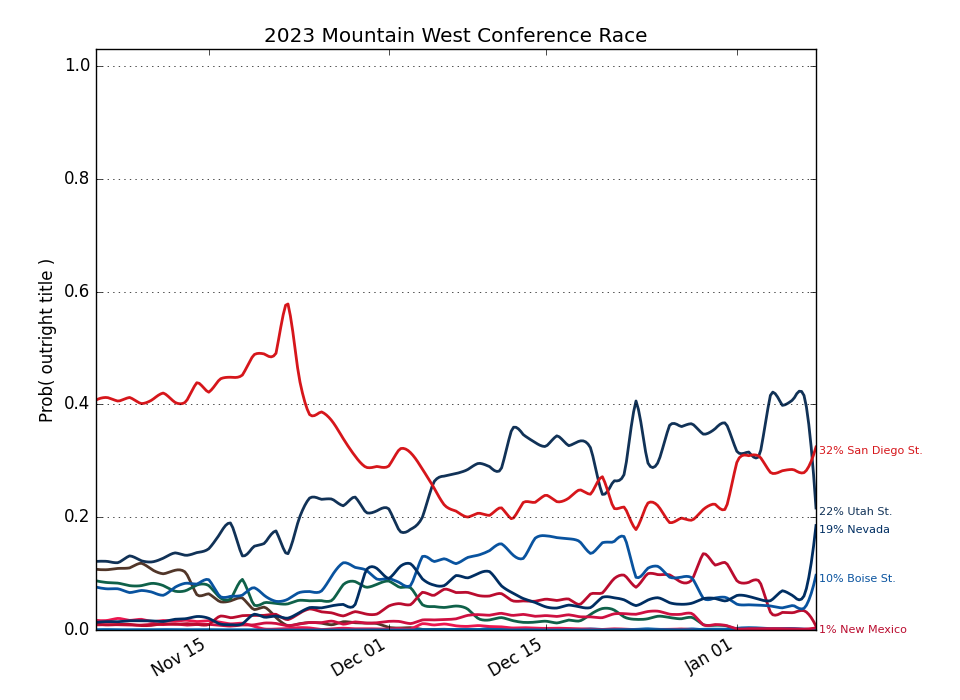 2023 Mountain West Conference Race
1.0
0.8
0.6
0.4
0.2
0.0
Prob( outright title )
Nov 15
Dec 01
Dec 15
Jan 01
32% San Diego St.
22% Utah St.
19% Nevada
10% Boise St.
1% New Mexico